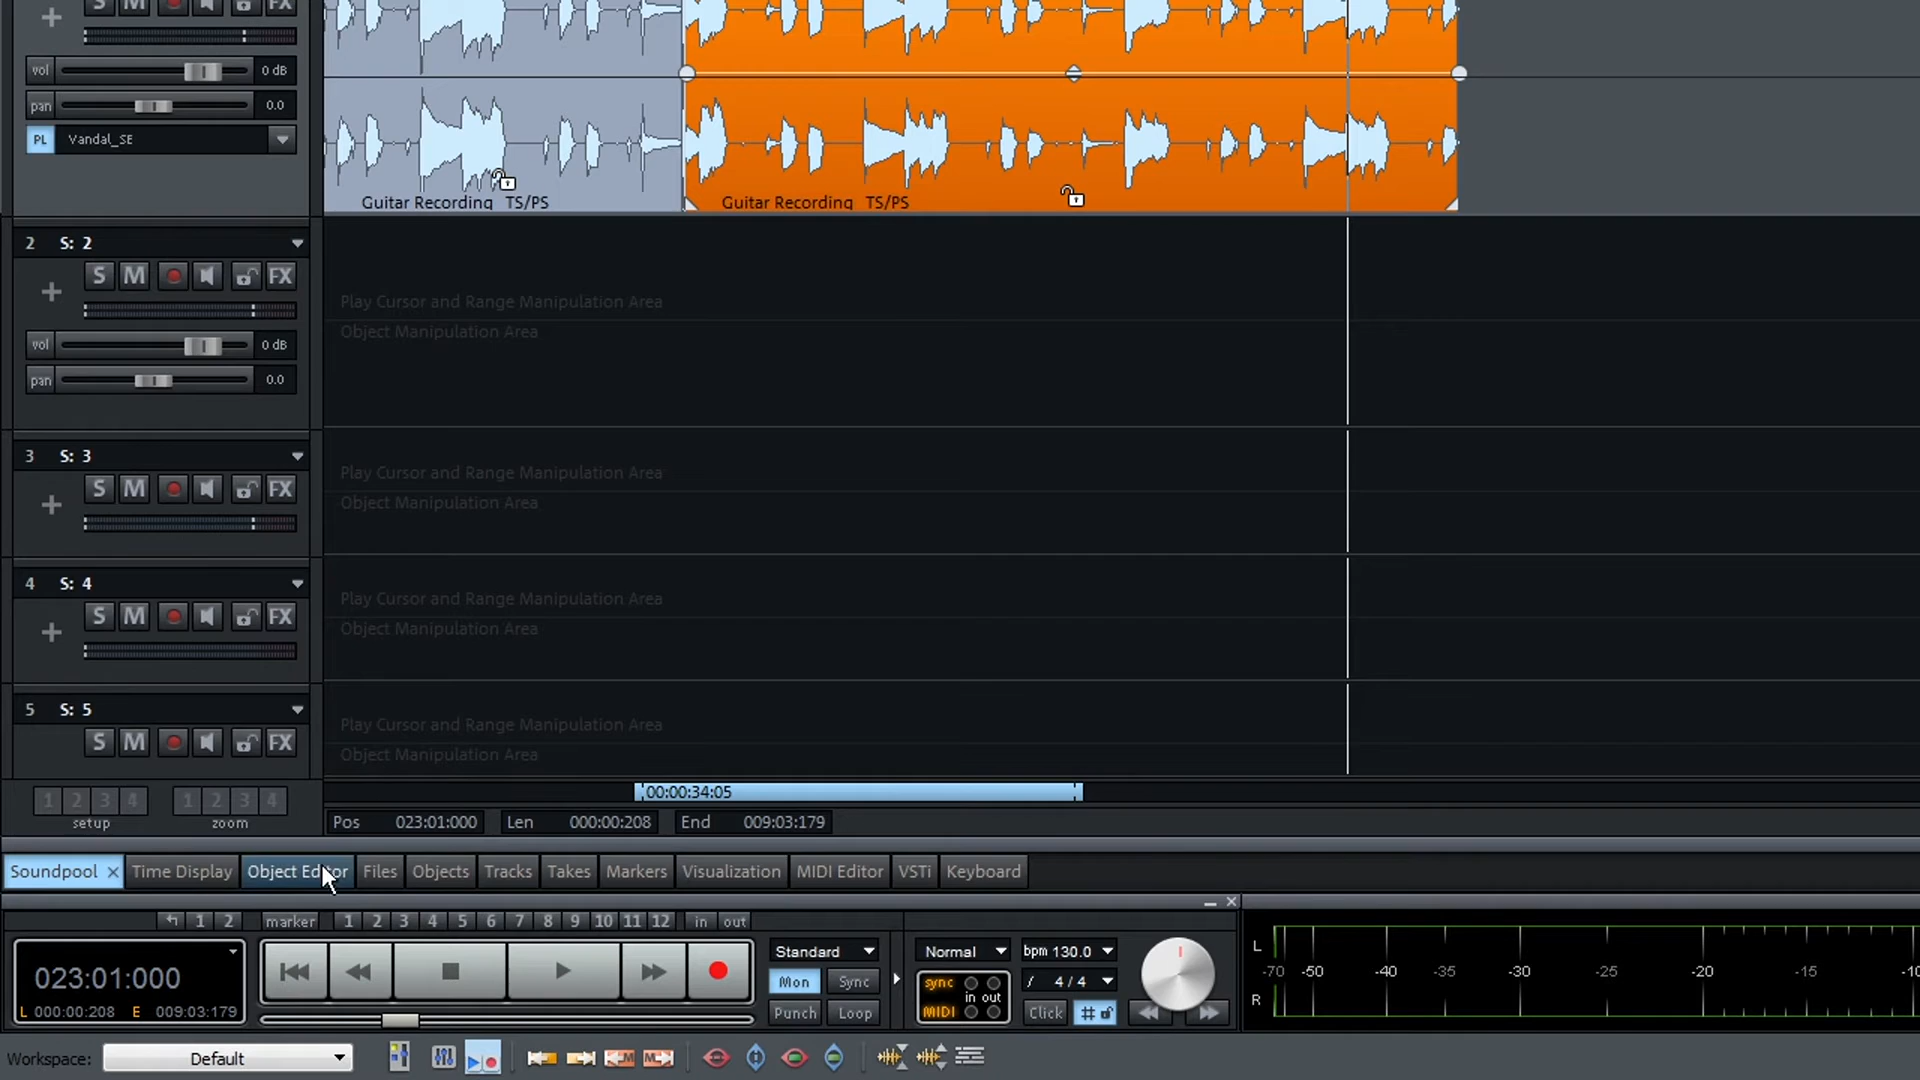 S M FX
vol 0 dB
pan 0.0
PL Vandal_SE
Guitar Recording TS/PS
Guitar Recording TS/PS
2 S: 2
S M FX
Play Cursor and Range Manipulation Area
Object Manipulation Area
vol 0 dB
pan 0.0
3 S: 3
S M FX
Play Cursor and Range Manipulation Area
Object Manipulation Area
4 S: 4
S M FX
Play Cursor and Range Manipulation Area
Object Manipulation Area
5 S: 5
S M FX
Play Cursor and Range Manipulation Area
Object Manipulation Area
00:00:34:05
1 2 3 4 1 2 3 4
setup zoom
Pos 023:01:000 Len 000:00:208 End 009:03:179
Soundpool × Time Display Object Editor Files Objects Tracks Takes Markers Visualization MIDI Editor VSTi Keyboard
1 2 marker 1 2 3 4 5 6 7 8 9 10 11 12 in out
023:01:000
L 000:00:208 E 009:03:179
Standard
Mon Sync
Punch Loop
Normal bpm 130.0
sync in out MIDI
/ 4/4
Click #
L
-70 -50 -40 -35 -30 -25 -20 -15 -10
R
Workspace: Default
M M